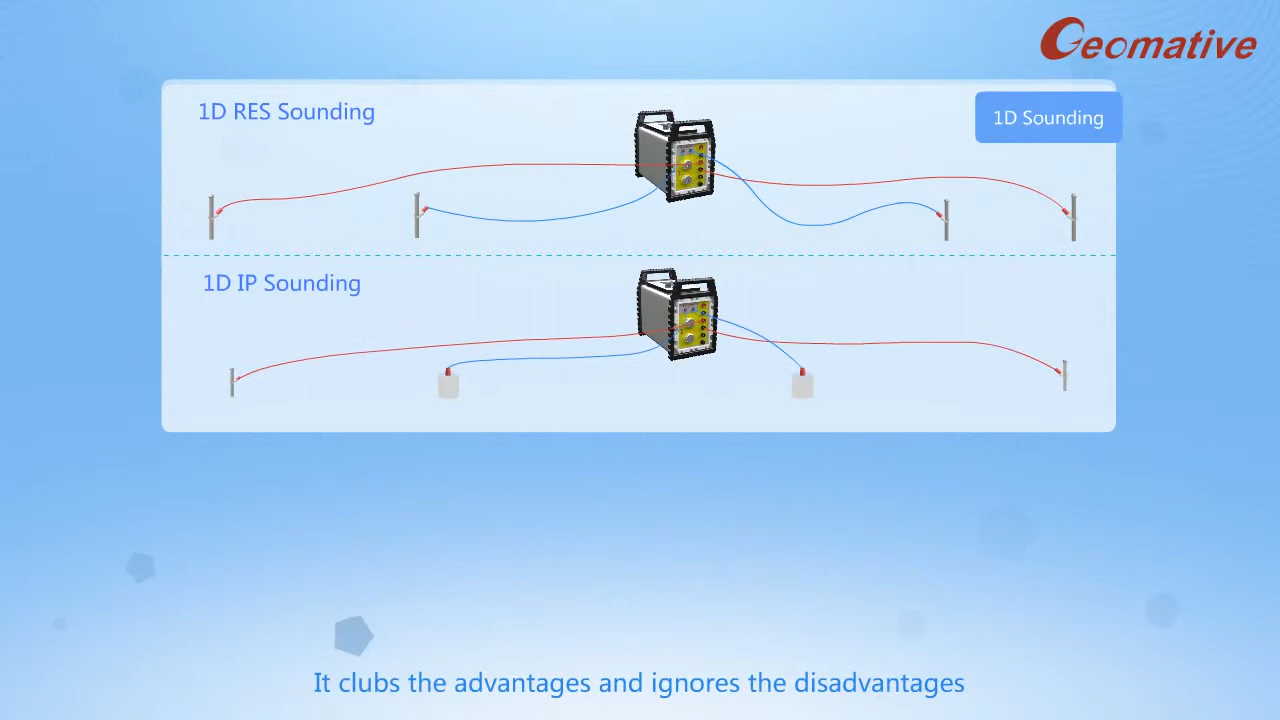 Geomative
1D RES Sounding
1D Sounding
1D IP Sounding
It clubs the advantages and ignores the disadvantages